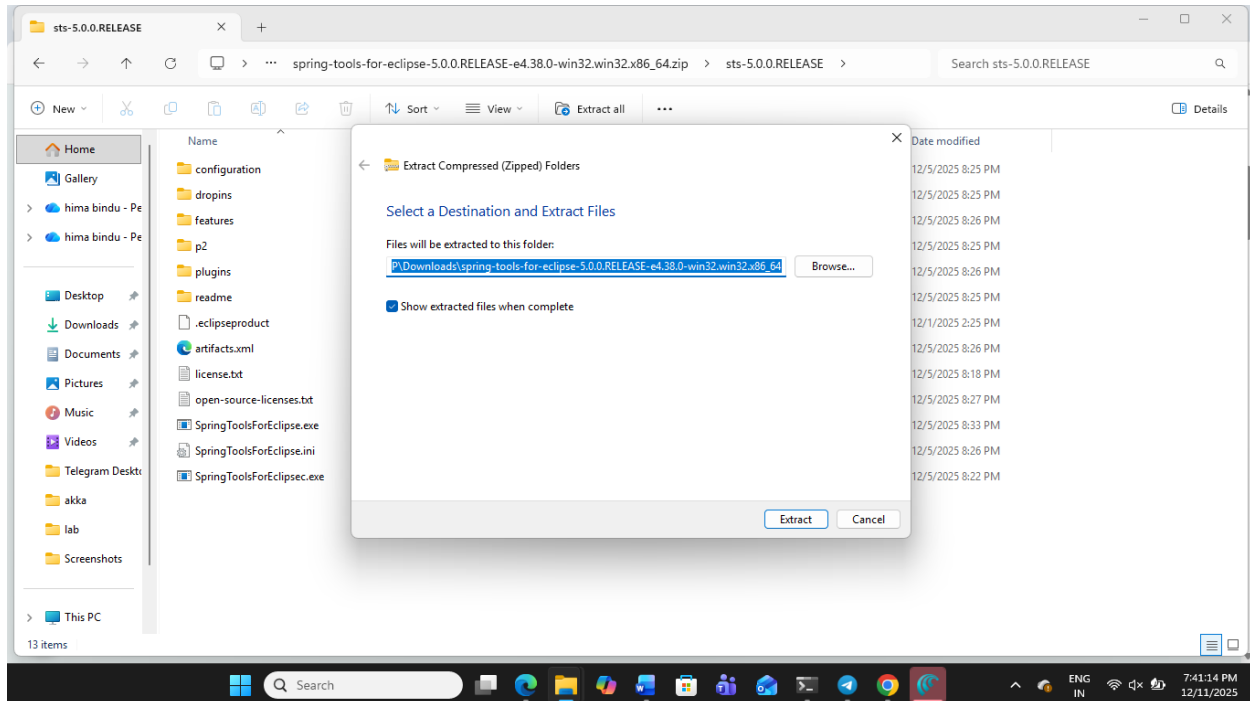 sts-5.0.0.RELEASE
spring-tools-for-eclipse-5.0.0.RELEASE-e4.38.0-win32.win32.x86_64.zip > sts-5.0.0.RELEASE >
Search sts-5.0.0.RELEASE
New
Sort
View
Extract all
Details
Home
Gallery
hima bindu - Pe
hima bindu - Pe
Desktop
Downloads
Documents
Pictures
Music
Videos
Telegram Deskto
akka
lab
Screenshots
This PC
13 items
Name
configuration
dropins
features
p2
plugins
readme
.eclipseproduct
artifacts.xml
license.txt
open-source-licenses.txt
SpringToolsForEclipse.exe
SpringToolsForEclipse.ini
SpringToolsForEclipsec.exe
Extract Compressed (Zipped) Folders
Select a Destination and Extract Files
Files will be extracted to this folder:
P\Downloads\spring-tools-for-eclipse-5.0.0.RELEASE-e4.38.0-win32.win32.x86_64
Browse...
Show extracted files when complete
Extract
Cancel
Date modified
12/5/2025 8:25 PM
12/5/2025 8:25 PM
12/5/2025 8:26 PM
12/5/2025 8:25 PM
12/5/2025 8:26 PM
12/5/2025 8:25 PM
12/1/2025 2:25 PM
12/5/2025 8:26 PM
12/5/2025 8:18 PM
12/5/2025 8:27 PM
12/5/2025 8:33 PM
12/5/2025 8:26 PM
12/5/2025 8:22 PM
Search
ENG
IN
7:41:14 PM
12/11/2025